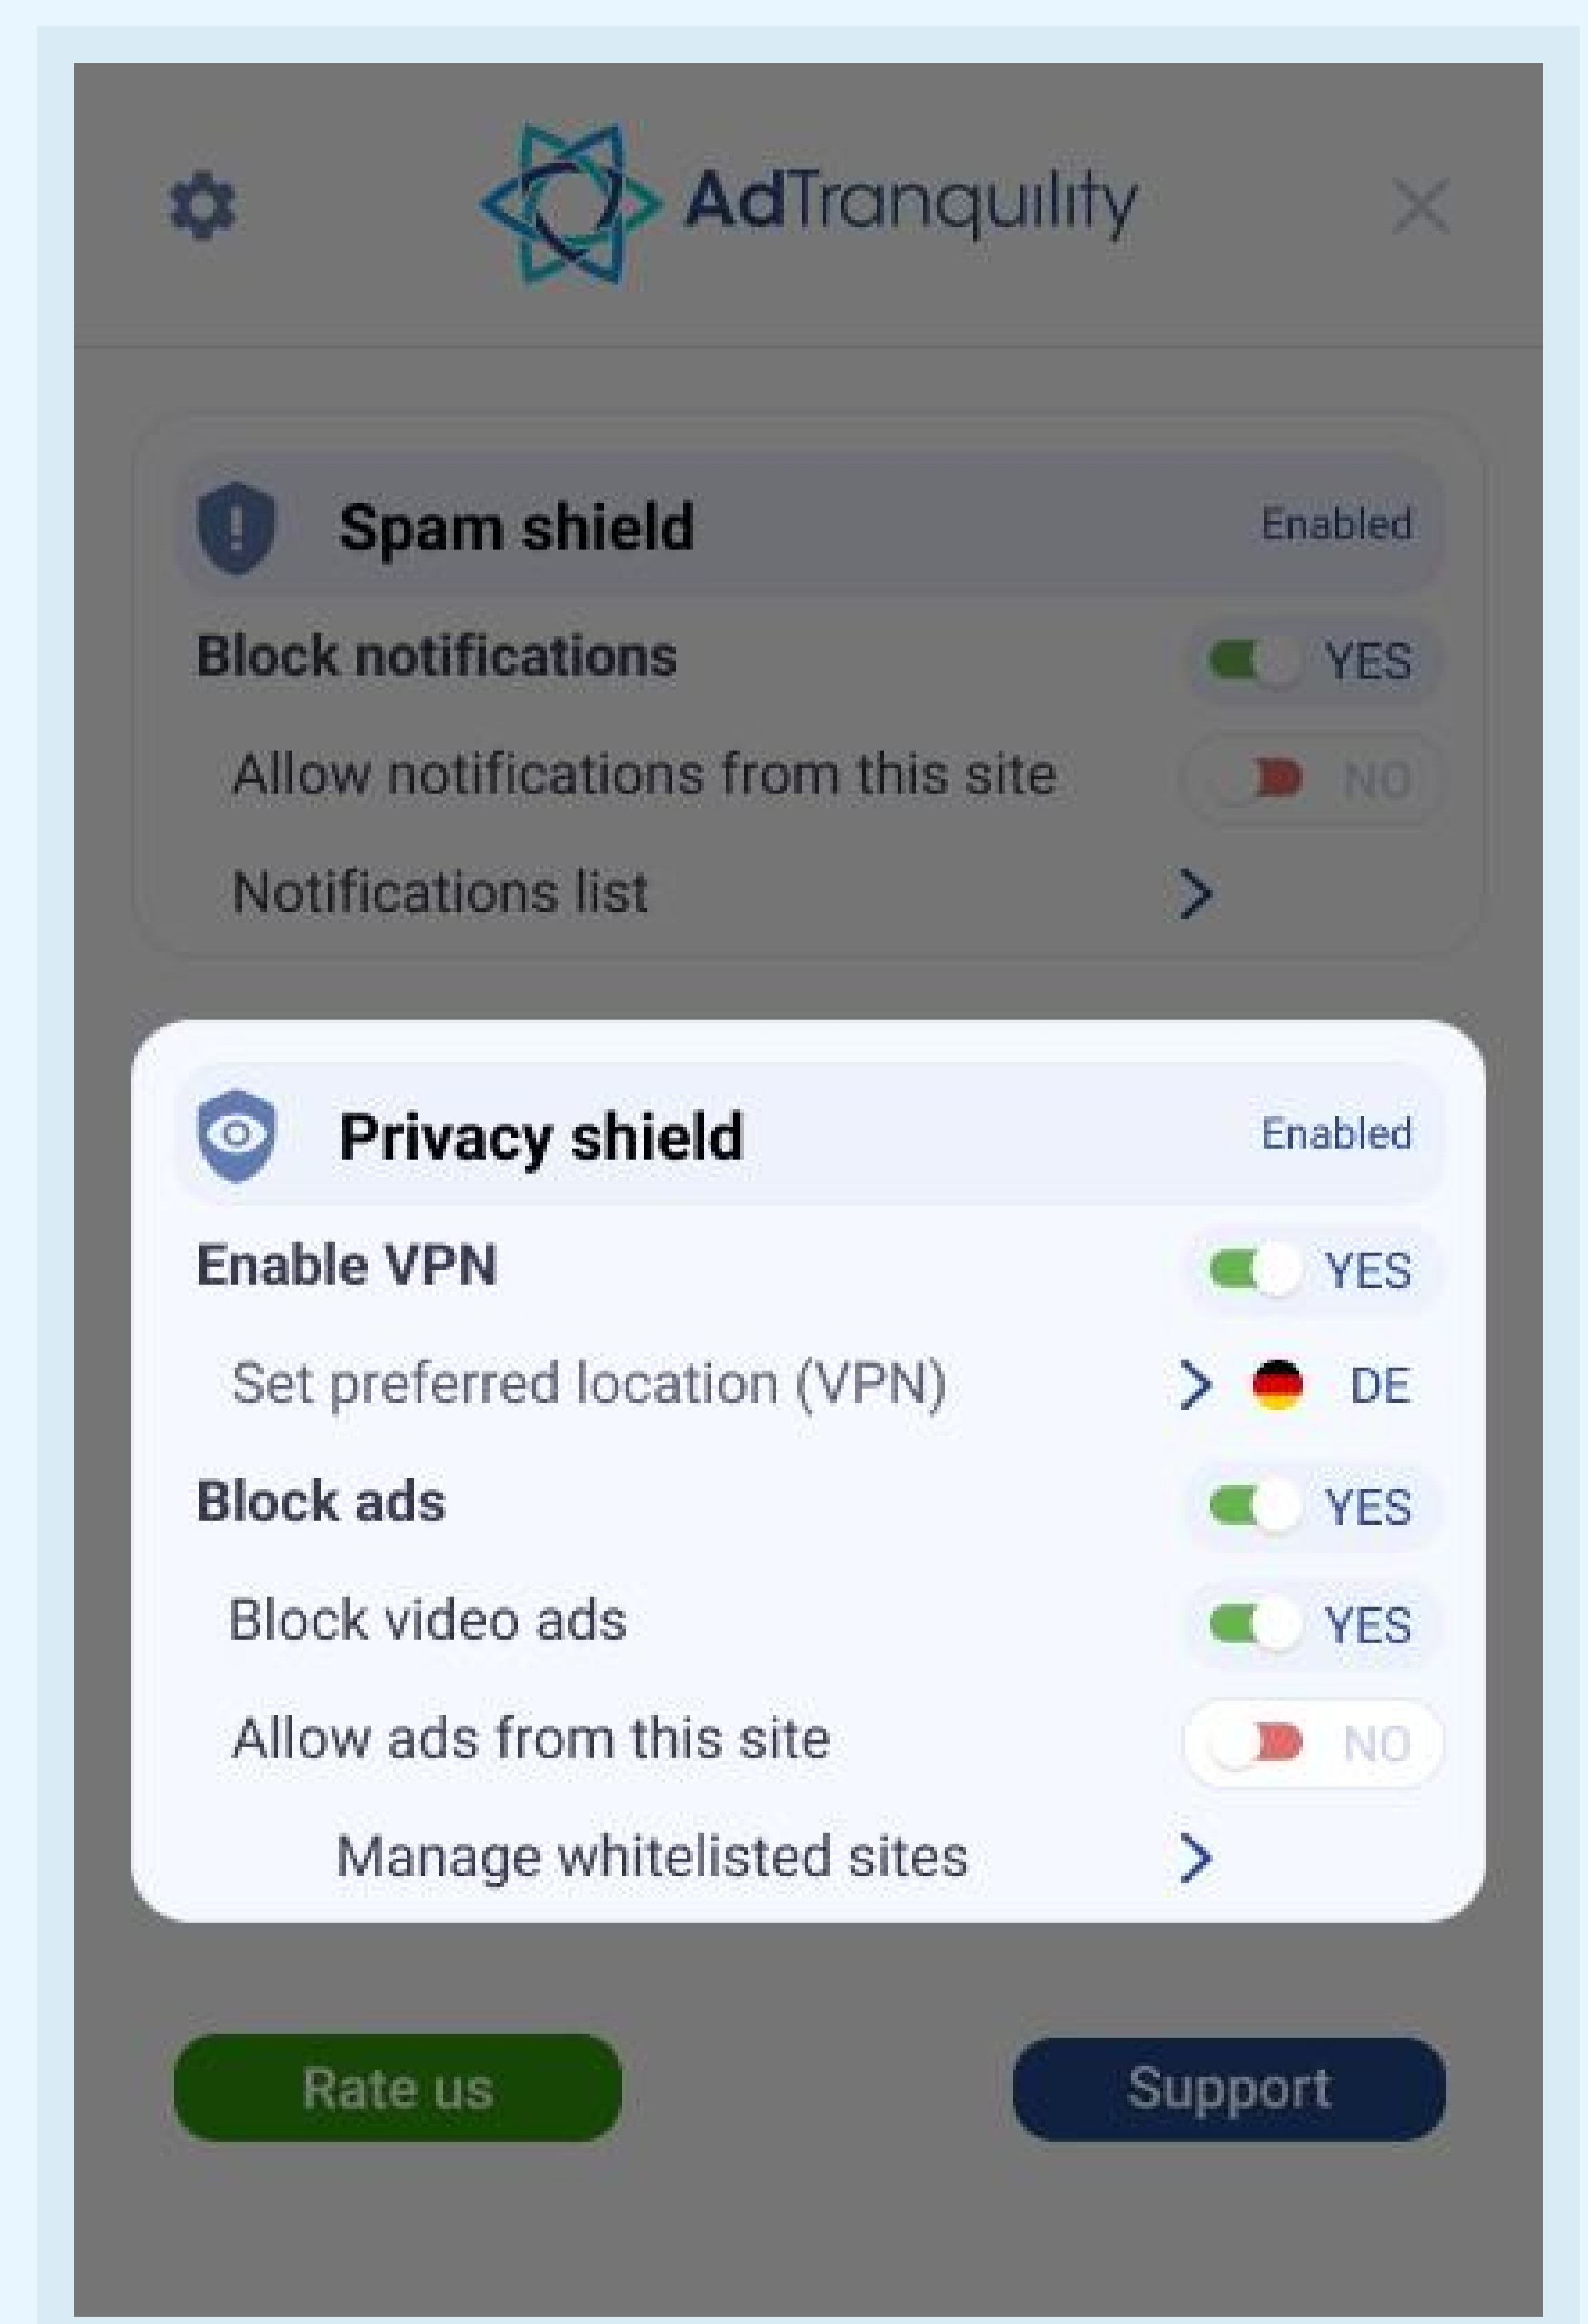 AdTranquility
Spam shield Enabled
Block notifications YES
Allow notifications from this site NO
Notifications list
Privacy shield Enabled
Enable VPN YES
Set preferred location (VPN) DE
Block ads YES
Block video ads YES
Allow ads from this site NO
Manage whitelisted sites
Rate us Support